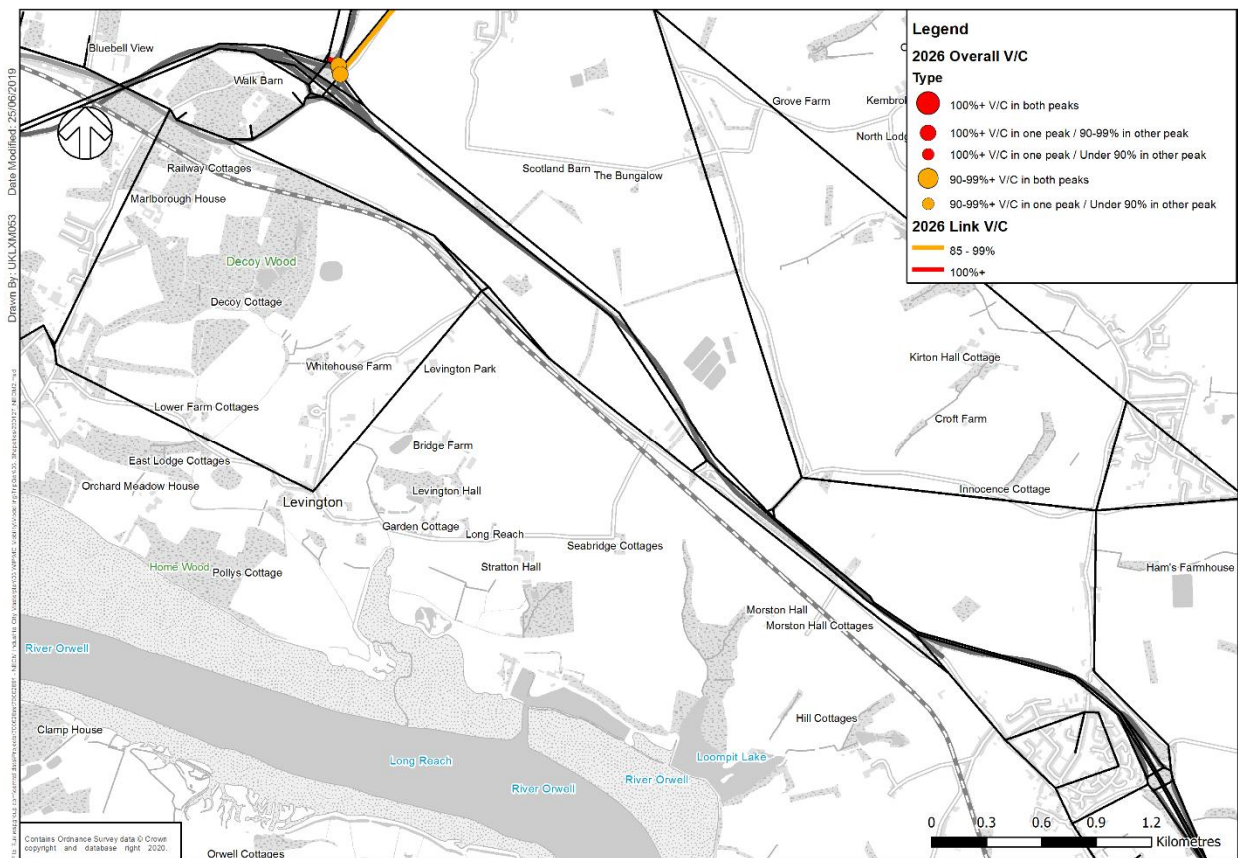 Legend
2026 Overall V/C
Type
100%+ V/C in both peaks
100%+ V/C in one peak / 90-99% in other peak
100%+ V/C in one peak / Under 90% in other peak
90-99%+ V/C in both peaks
90-99%+ V/C in one peak / Under 90% in other peak
2026 Link V/C
85 - 99%
100%+
Date Modified: 25/06/2019
Drawn By: UKLXM053
Bluebell View
Walk Barn
Grove Farm
Railway Cottages
Scotland Barn
The Bungalow
Marlborough House
Decoy Wood
Decoy Cottage
Whitehouse Farm
Levington Park
Kirton Hall Cottage
Lower Farm Cottages
Croft Farm
Bridge Farm
East Lodge Cottages
Orchard Meadow House
Levington Hall
Innocence Cottage
Levington
Garden Cottage
Long Reach
Seabridge Cottages
Stratton Hall
Home Wood
Pollys Cottage
Ham's Farmhouse
Morston Hall
Morston Hall Cottages
River Orwell
Hill Cottages
Clamp House
Long Reach
Loompit Lake
River Orwell
River Orwell
0 0.3 0.6 0.9 1.2
Kilometres
Contains Ordnance Survey data © Crown
copyright and database right 2020.
Orwell Cottages